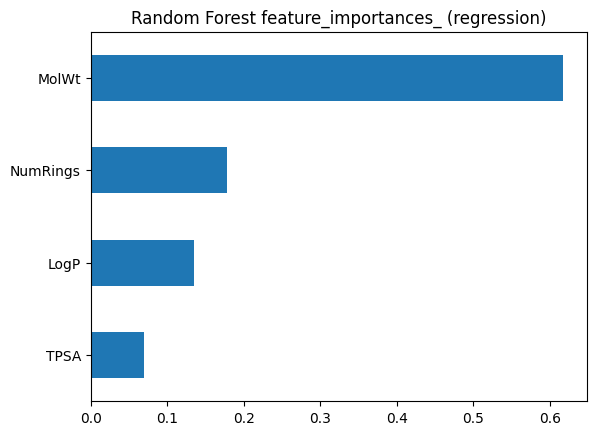 Random Forest feature_importances_ (regression)
MolWt
NumRings
LogP
TPSA
0.0 0.1 0.2 0.3 0.4 0.5 0.6